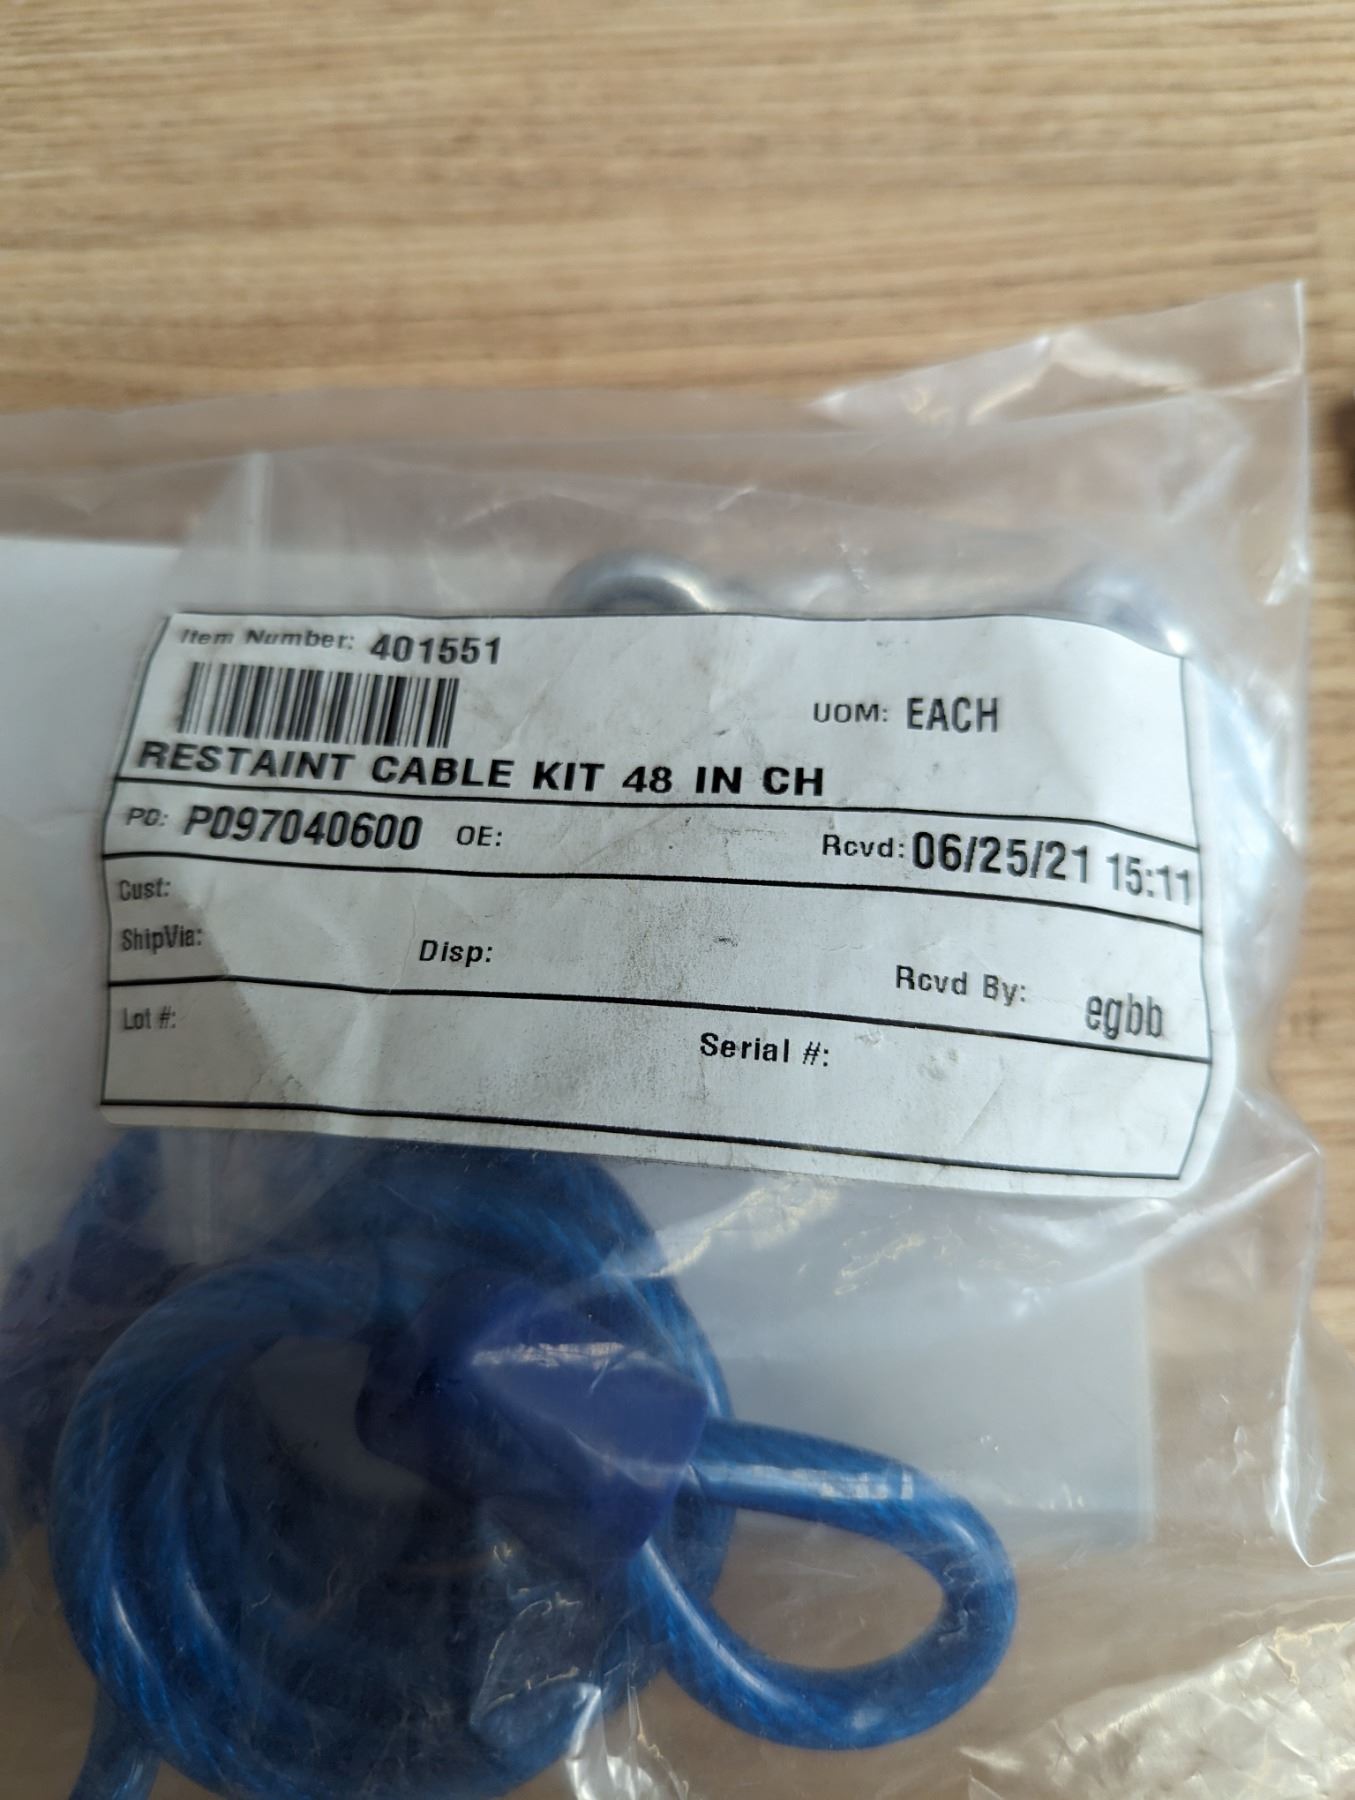 Item Number: 401551
UOM: EACH
RESTAINT CABLE KIT 48 IN CH
PO: P097040600 OE: Rcvd: 06/25/21 15:11
Cust:
ShipVia: Disp: Rcvd By: egbb
Lot #: Serial #: